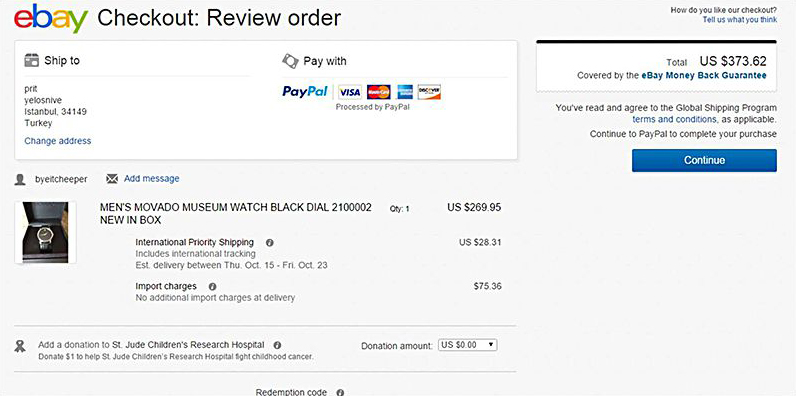 ebay Checkout: Review order
How do you like our checkout?
Tell us what you think
Ship to
prit
yelosnive
Istanbul, 34149
Turkey
Change address
Pay with
PayPal VISA MasterCard DISCOVER
Processed by PayPal
Total US $373.62
Covered by the eBay Money Back Guarantee
You've read and agree to the Global Shipping Program
terms and conditions, as applicable.
Continue to PayPal to complete your purchase
Continue
byeitcheeper Add message
MEN'S MOVADO MUSEUM WATCH BLACK DIAL 2100002 Qty: 1 US $269.95
NEW IN BOX
International Priority Shipping US $28.31
Includes international tracking
Est. delivery between Thu. Oct. 15 - Fri. Oct. 23
Import charges $75.36
No additional import charges at delivery
Add a donation to St. Jude Children's Research Hospital Donation amount: US $0.00
Donate $1 to help St. Jude Children's Research Hospital fight childhood cancer.
Redemption code